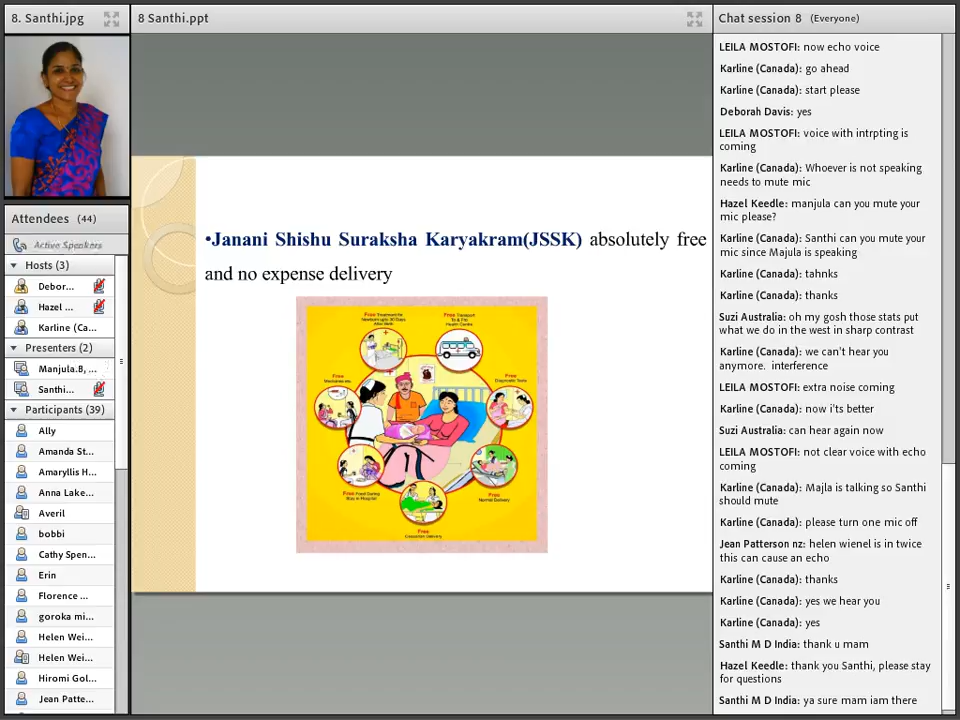 8. Santhi.jpg
8 Santhi.ppt
Chat session 8 (Everyone)
Attendees (44)
Active Speakers
Hosts (3)
Debor...
Hazel ...
Karline (Ca...
Presenters (2)
Manjula.B, ...
Santhi...
Participants (39)
Ally
Amanda St...
Amaryllis H...
Anna Lake...
Averil
bobbi
Cathy Spen...
Erin
Florence ...
goroka mi...
Helen Wei...
Helen Wei...
Hiromi Gol...
Jean Patte...
•Janani Shishu Suraksha Karyakram(JSSK) absolutely free
and no expense delivery
Free
Free Transport
Free
Diagnostic Tests
Free
Free
Normal Delivery
Free
LEILA MOSTOFI: now echo voice
Karline (Canada): go ahead
Karline (Canada): start please
Deborah Davis: yes
LEILA MOSTOFI: voice with intrpting is
coming
Karline (Canada): Whoever is not speaking
needs to mute mic
Hazel Keedle: manjula can you mute your
mic please?
Karline (Canada): Santhi can you mute your
mic since Majula is speaking
Karline (Canada): tahnks
Karline (Canada): thanks
Suzi Australia: oh my gosh those stats put
what we do in the west in sharp contrast
Karline (Canada): we can't hear you
anymore. interference
LEILA MOSTOFI: extra noise coming
Karline (Canada): now i'ts better
Suzi Australia: can hear again now
LEILA MOSTOFI: not clear voice with echo
coming
Karline (Canada): Majla is talking so Santhi
should mute
Karline (Canada): please turn one mic off
Jean Patterson nz: helen wienel is in twice
this can cause an echo
Karline (Canada): thanks
Karline (Canada): yes we hear you
Karline (Canada): yes
Santhi M D India: thank u mam
Hazel Keedle: thank you Santhi, please stay
for questions
Santhi M D India: ya sure mam iam there